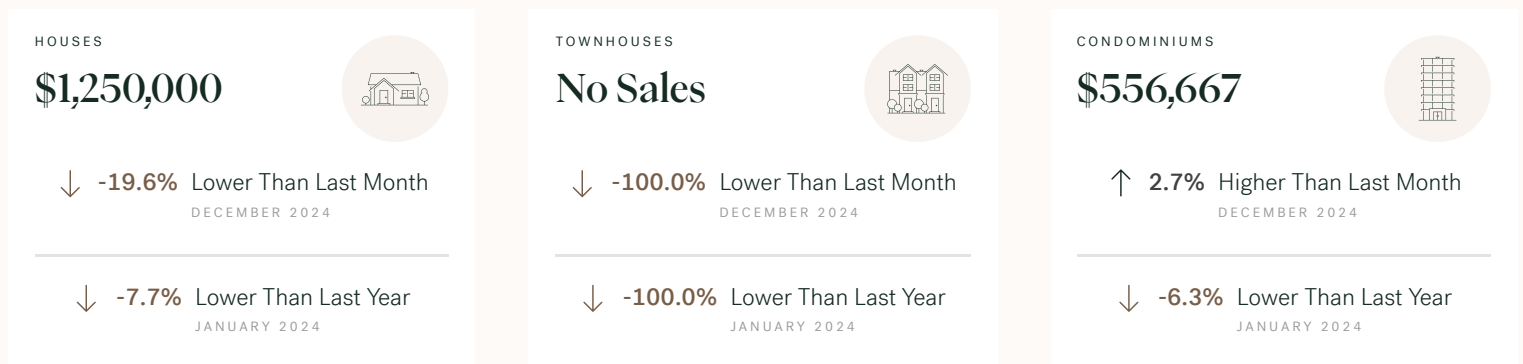 HOUSES
$1,250,000
-19.6% Lower Than Last Month
DECEMBER 2024
-7.7% Lower Than Last Year
JANUARY 2024
TOWNHOUSES
No Sales
-100.0% Lower Than Last Month
DECEMBER 2024
-100.0% Lower Than Last Year
JANUARY 2024
CONDOMINIUMS
$556,667
2.7% Higher Than Last Month
DECEMBER 2024
-6.3% Lower Than Last Year
JANUARY 2024